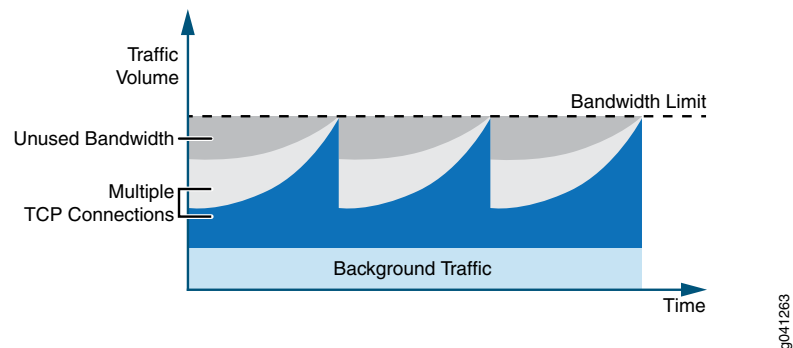 Traffic
Volume
Bandwidth Limit
Unused Bandwidth
Multiple
TCP Connections
Background Traffic
Time
g041263